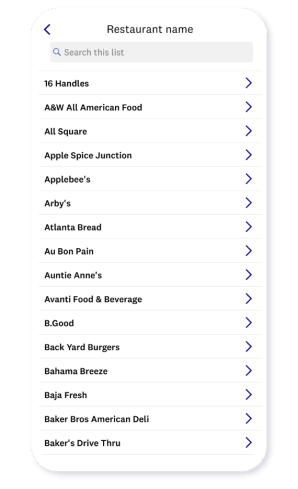 Restaurant name
Search this list
16 Handles
A&W All American Food
All Square
Apple Spice Junction
Applebee's
Arby's
Atlanta Bread
Au Bon Pain
Auntie Anne's
Avanti Food & Beverage
B.Good
Back Yard Burgers
Bahama Breeze
Baja Fresh
Baker Bros American Deli
Baker's Drive Thru